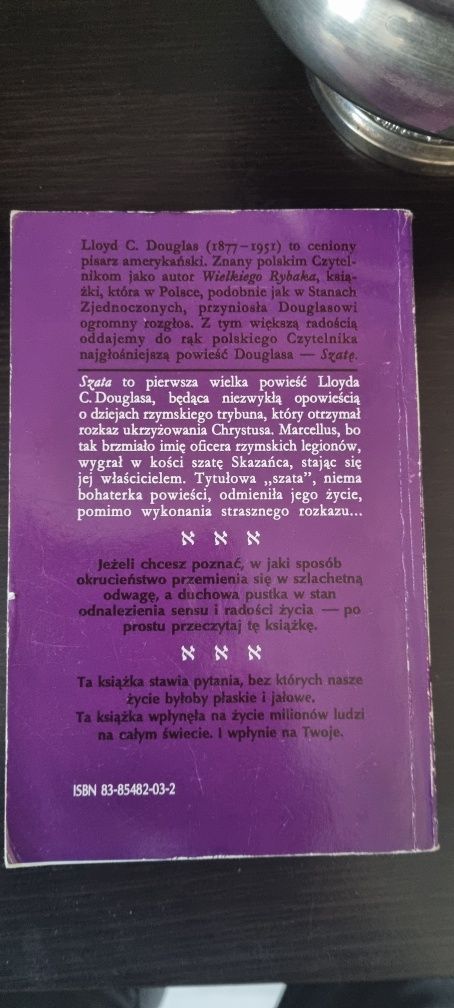 Lloyd C. Douglas (1877–1951) to ceniony
pisarz amerykański. Znany polskim Czytel-
nikom jako autor Wielkiego Rybaka, książ-
żki, która w Polsce, podobnie jak w Stanach
Zjednoczonych, przyniosła Douglasowi
ogromny rozgłos. Z tym większą radością
oddajemy do rąk polskiego Czytelnika
najgłośniejszą powieść Douglasa — Szatę.
Szata to pierwsza wielka powieść Lloyda
C. Douglasa, będąca niezwykłą opowieścią
o dziejach rzymskiego trybuna, który otrzymał
rozkaz ukrzyżowania Chrystusa. Marcellus, bo
tak brzmiało imię oficera rzymskich legionów,
wygrał w kości szatę Skazańca, stając się
jej właścicielem. Tytułowa „szata", niema
bohaterka powieści, odmieniła jego życie,
pomimo wykonania strasznego rozkazu...
א א א
Jeżeli chcesz poznać, w jaki sposób
okrucieństwo przemienia się w szlachetną
odwagę, a duchowa pustka w stan
odnalezienia sensu i radości życia — po
prostu przeczytaj tę książkę.
א א א
Ta książka stawia pytania, bez których nasze
życie byłoby płaskie i jałowe.
Ta książka wpłynęła na życie milionów ludzi
na całym świecie. I wpłynie na Twoje.
ISBN 83-85482-03-2